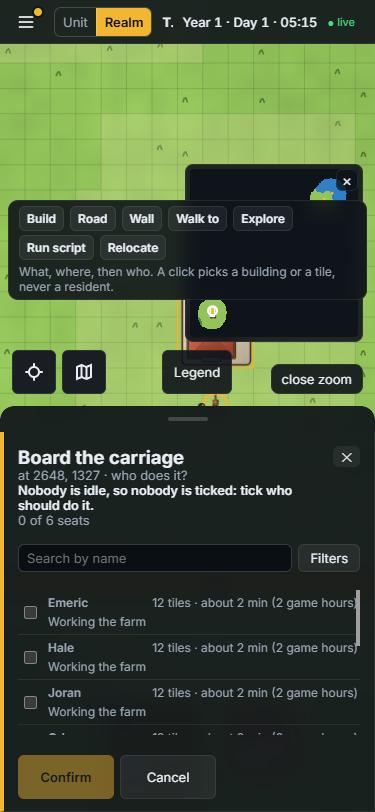 Unit Realm T. Year 1 · Day 1 · 05:15 ● live
×
Build Road Wall Walk to Explore
Run script Relocate
What, where, then who. A click picks a building or a tile,
never a resident.
Legend
close zoom
Board the carriage
at 2648, 1327 · who does it?
Nobody is idle, so nobody is ticked: tick who
should do it.
0 of 6 seats
Search by name Filters
Emeric 12 tiles · about 2 min (2 game hours)
Working the farm
Hale 12 tiles · about 2 min (2 game hours)
Working the farm
Joran 12 tiles · about 2 min (2 game hours)
Working the farm
Confirm Cancel